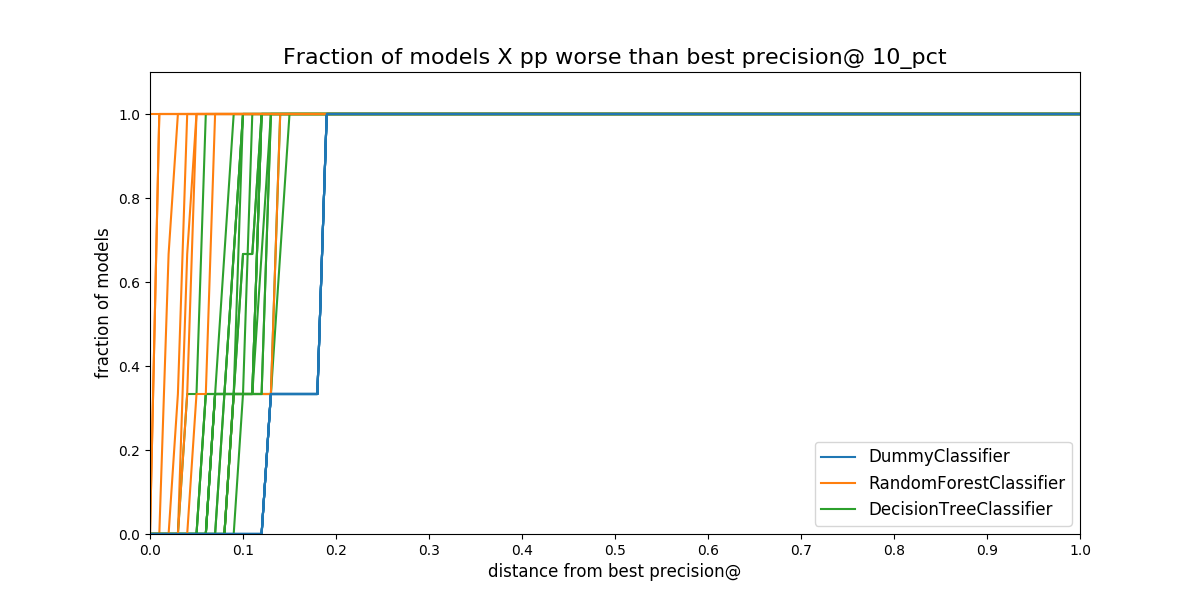 Fraction of models X pp worse than best precision@ 10_pct
fraction of models
1.0
0.8
0.6
0.4
0.2
0.0
0.0 0.1 0.2 0.3 0.4 0.5 0.6 0.7 0.8 0.9 1.0
distance from best precision@
DummyClassifier
RandomForestClassifier
DecisionTreeClassifier